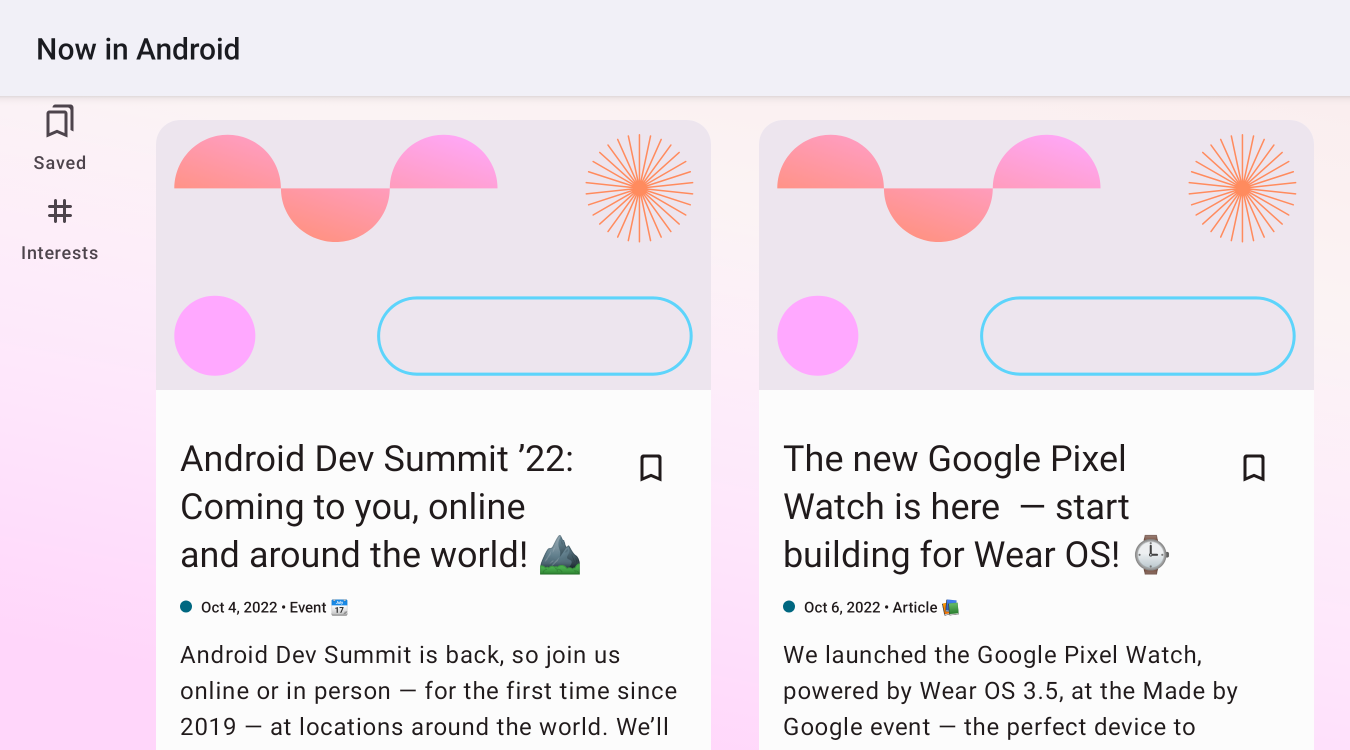 Now in Android
Saved
Interests
Android Dev Summit ’22:
Coming to you, online
and around the world! ⛰️
Oct 4, 2022 • Event 📆
Android Dev Summit is back, so join us
online or in person — for the first time since
2019 — at locations around the world. We’ll
The new Google Pixel
Watch is here — start
building for Wear OS! ⌚
Oct 6, 2022 • Article 📚
We launched the Google Pixel Watch,
powered by Wear OS 3.5, at the Made by
Google event — the perfect device to